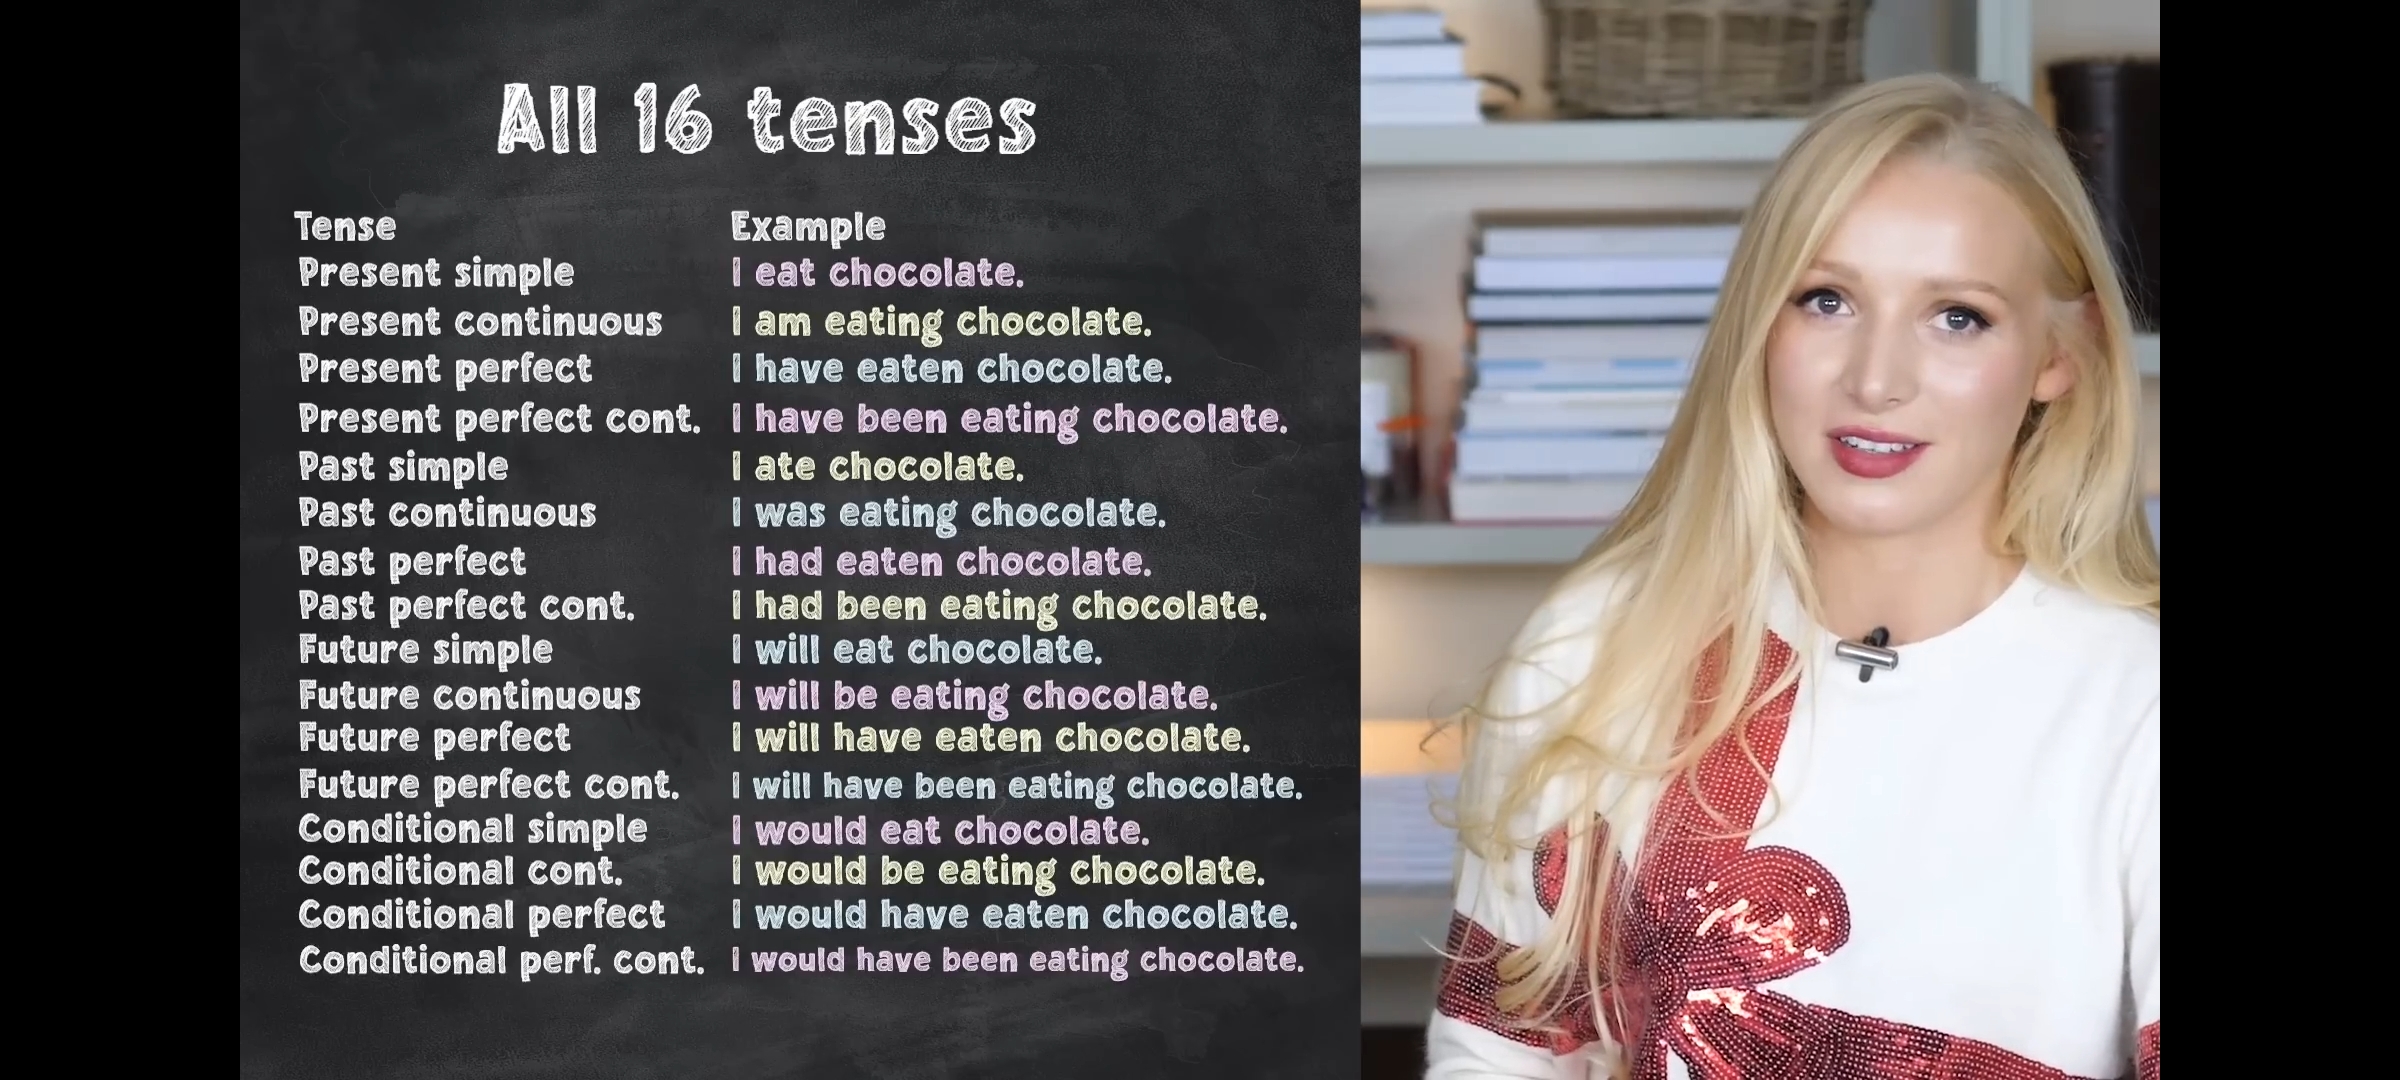 All 16 tenses
Tense Example
Present simple I eat chocolate.
Present continuous I am eating chocolate.
Present perfect I have eaten chocolate.
Present perfect cont. I have been eating chocolate.
Past simple I ate chocolate.
Past continuous I was eating chocolate.
Past perfect I had eaten chocolate.
Past perfect cont. I had been eating chocolate.
Future simple I will eat chocolate.
Future continuous I will be eating chocolate.
Future perfect I will have eaten chocolate.
Future perfect cont. I will have been eating chocolate.
Conditional simple I would eat chocolate.
Conditional cont. I would be eating chocolate.
Conditional perfect I would have eaten chocolate.
Conditional perf. cont. I would have been eating chocolate.